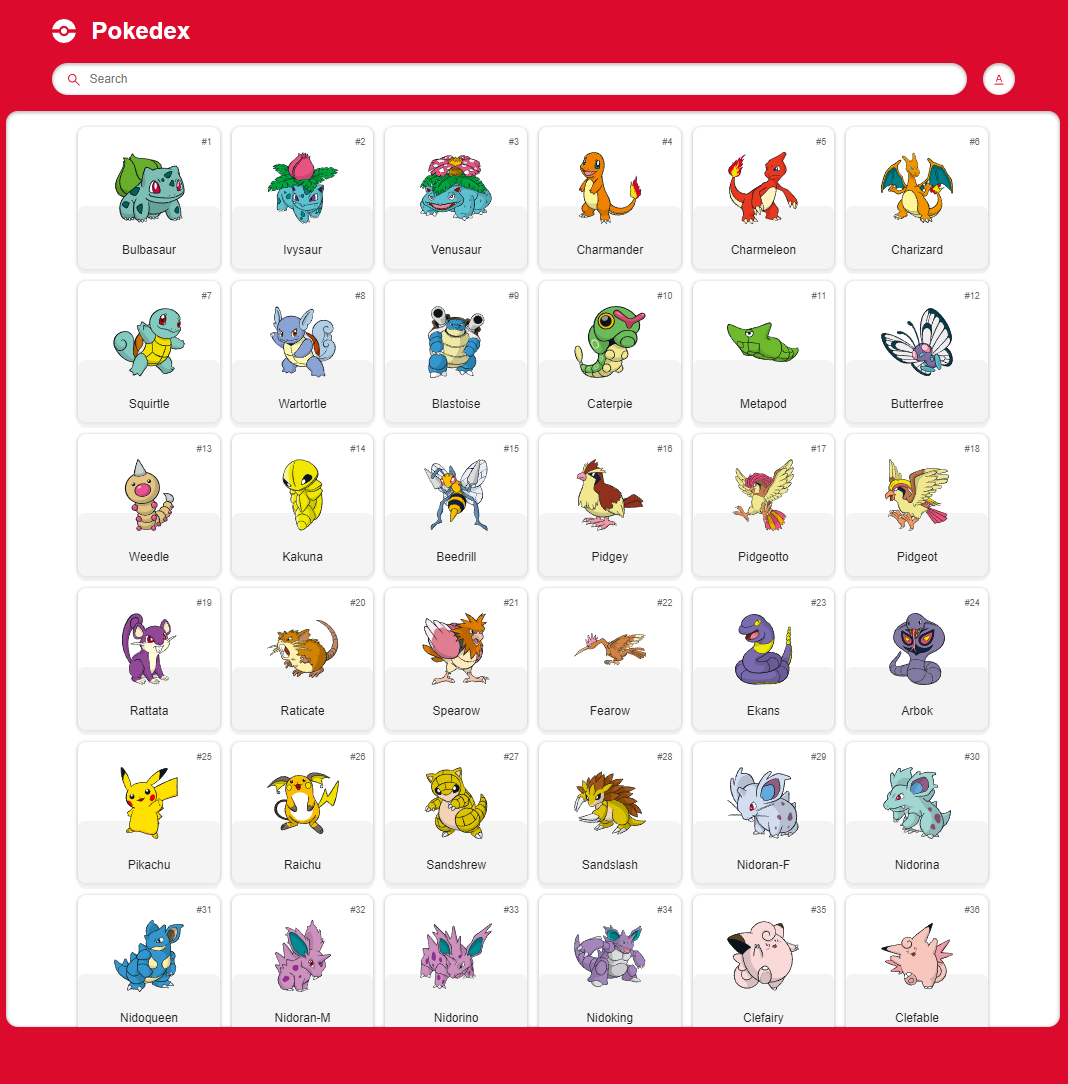 Pokedex
Search
A
#1 #2 #3 #4 #5 #6
Bulbasaur Ivysaur Venusaur Charmander Charmeleon Charizard
#7 #8 #9 #10 #11 #12
Squirtle Wartortle Blastoise Caterpie Metapod Butterfree
#13 #14 #15 #16 #17 #18
Weedle Kakuna Beedrill Pidgey Pidgeotto Pidgeot
#19 #20 #21 #22 #23 #24
Rattata Raticate Spearow Fearow Ekans Arbok
#25 #26 #27 #28 #29 #30
Pikachu Raichu Sandshrew Sandslash Nidoran-F Nidorina
#31 #32 #33 #34 #35 #36
Nidoqueen Nidoran-M Nidorino Nidoking Clefairy Clefable